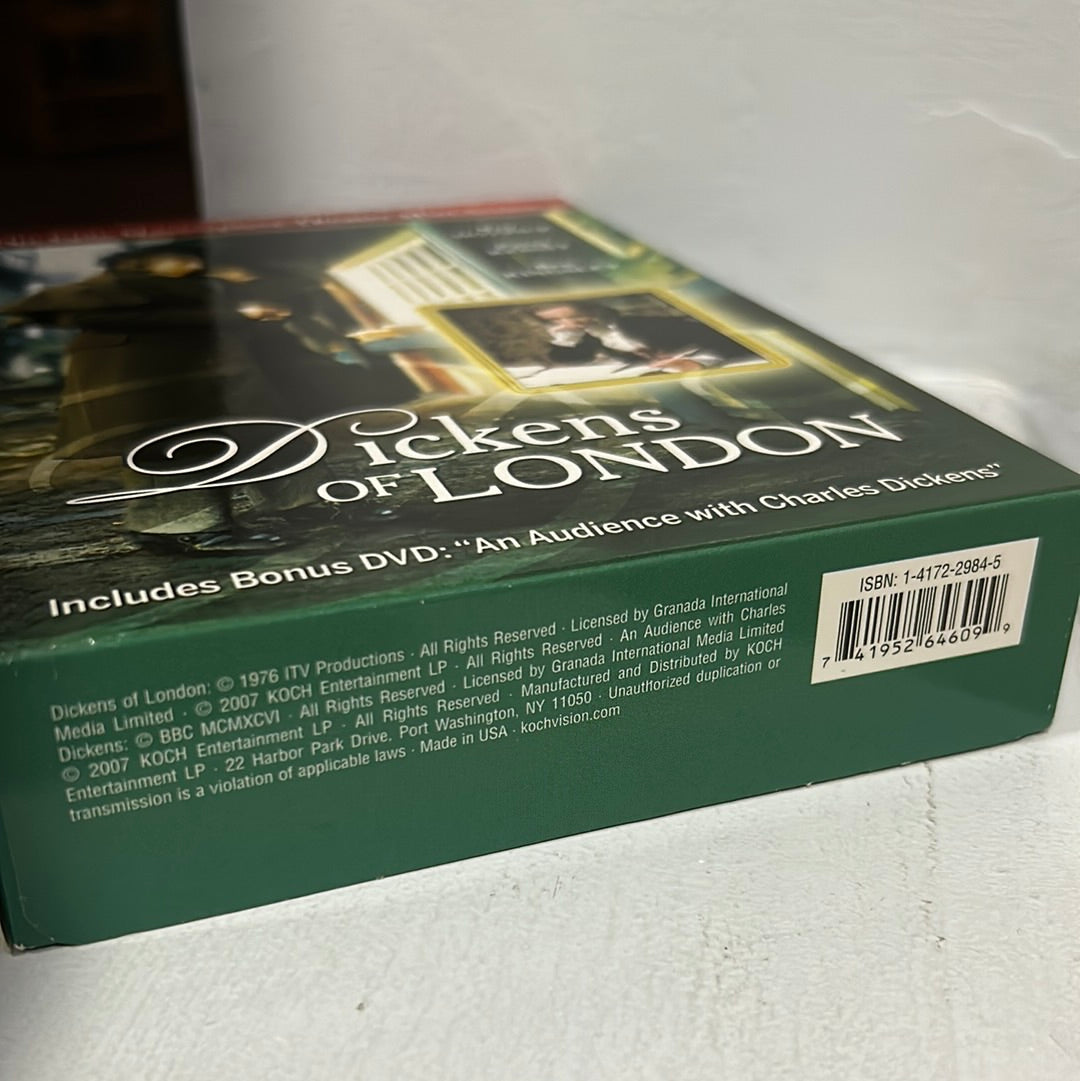 Dickens
OF LONDON
Includes Bonus DVD: “An Audience with Charles Dickens”
Dickens of London: © 1976 ITV Productions · All Rights Reserved · Licensed by Granada International
Media Limited · © 2007 KOCH Entertainment LP · All Rights Reserved · An Audience with Charles
Dickens: © BBC MCMXCVI · All Rights Reserved · Licensed by Granada International Media Limited
© 2007 KOCH Entertainment LP · All Rights Reserved · Manufactured and Distributed by KOCH
Entertainment LP · 22 Harbor Park Drive. Port Washington, NY 11050 · Unauthorized duplication or
transmission is a violation of applicable laws · Made in USA · kochvision.com
ISBN: 1-4172-2984-5
7 41952 64609 9